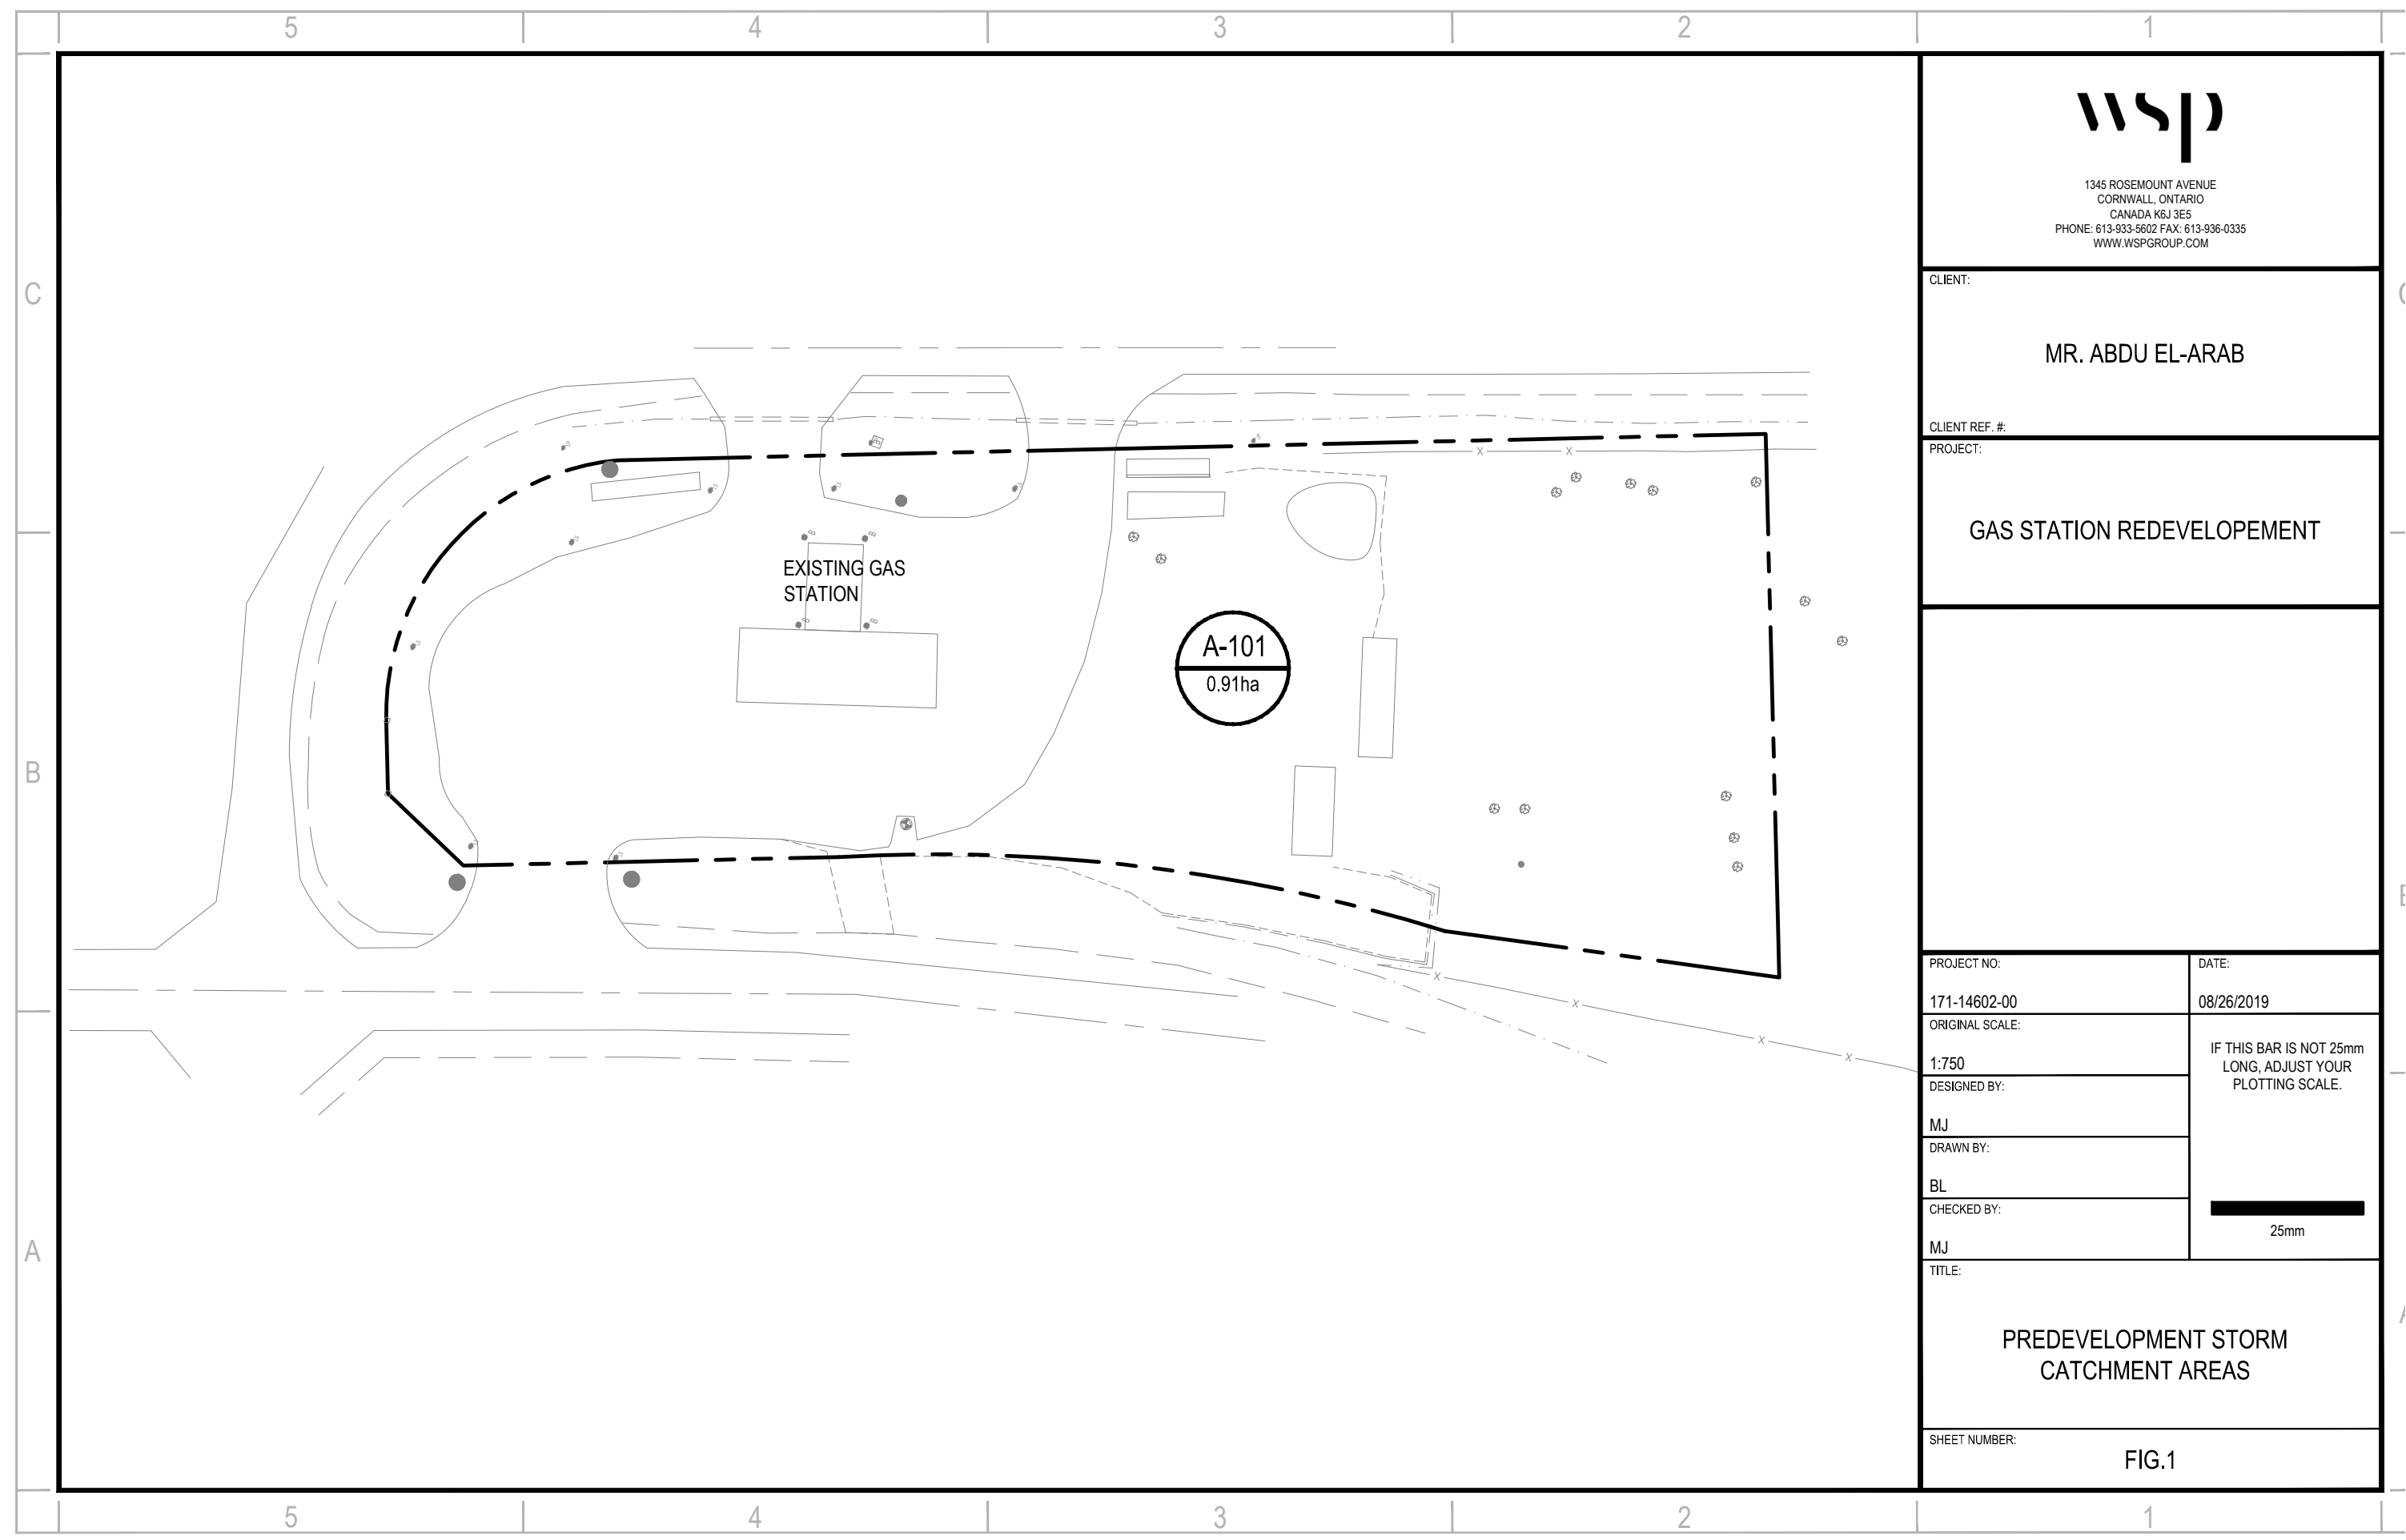 5 4 3 2 1
wsp
1345 ROSEMOUNT AVENUE
CORNWALL, ONTARIO
CANADA K6J 3E5
PHONE: 613-933-5602 FAX: 613-936-0335
WWW.WSPGROUP.COM
C
CLIENT:
MR. ABDU EL-ARAB
CLIENT REF. #:
PROJECT:
GAS STATION REDEVELOPEMENT
X X
EXISTING GAS
STATION
A-101
0.91ha
B
X X X X
PROJECT NO:
171-14602-00
DATE:
08/26/2019
ORIGINAL SCALE:
1:750
IF THIS BAR IS NOT 25mm
LONG, ADJUST YOUR
PLOTTING SCALE.
DESIGNED BY:
MJ
DRAWN BY:
BL
CHECKED BY:
MJ
25mm
A
TITLE:
PREDEVELOPMENT STORM
CATCHMENT AREAS
SHEET NUMBER:
FIG.1
5 4 3 2 1